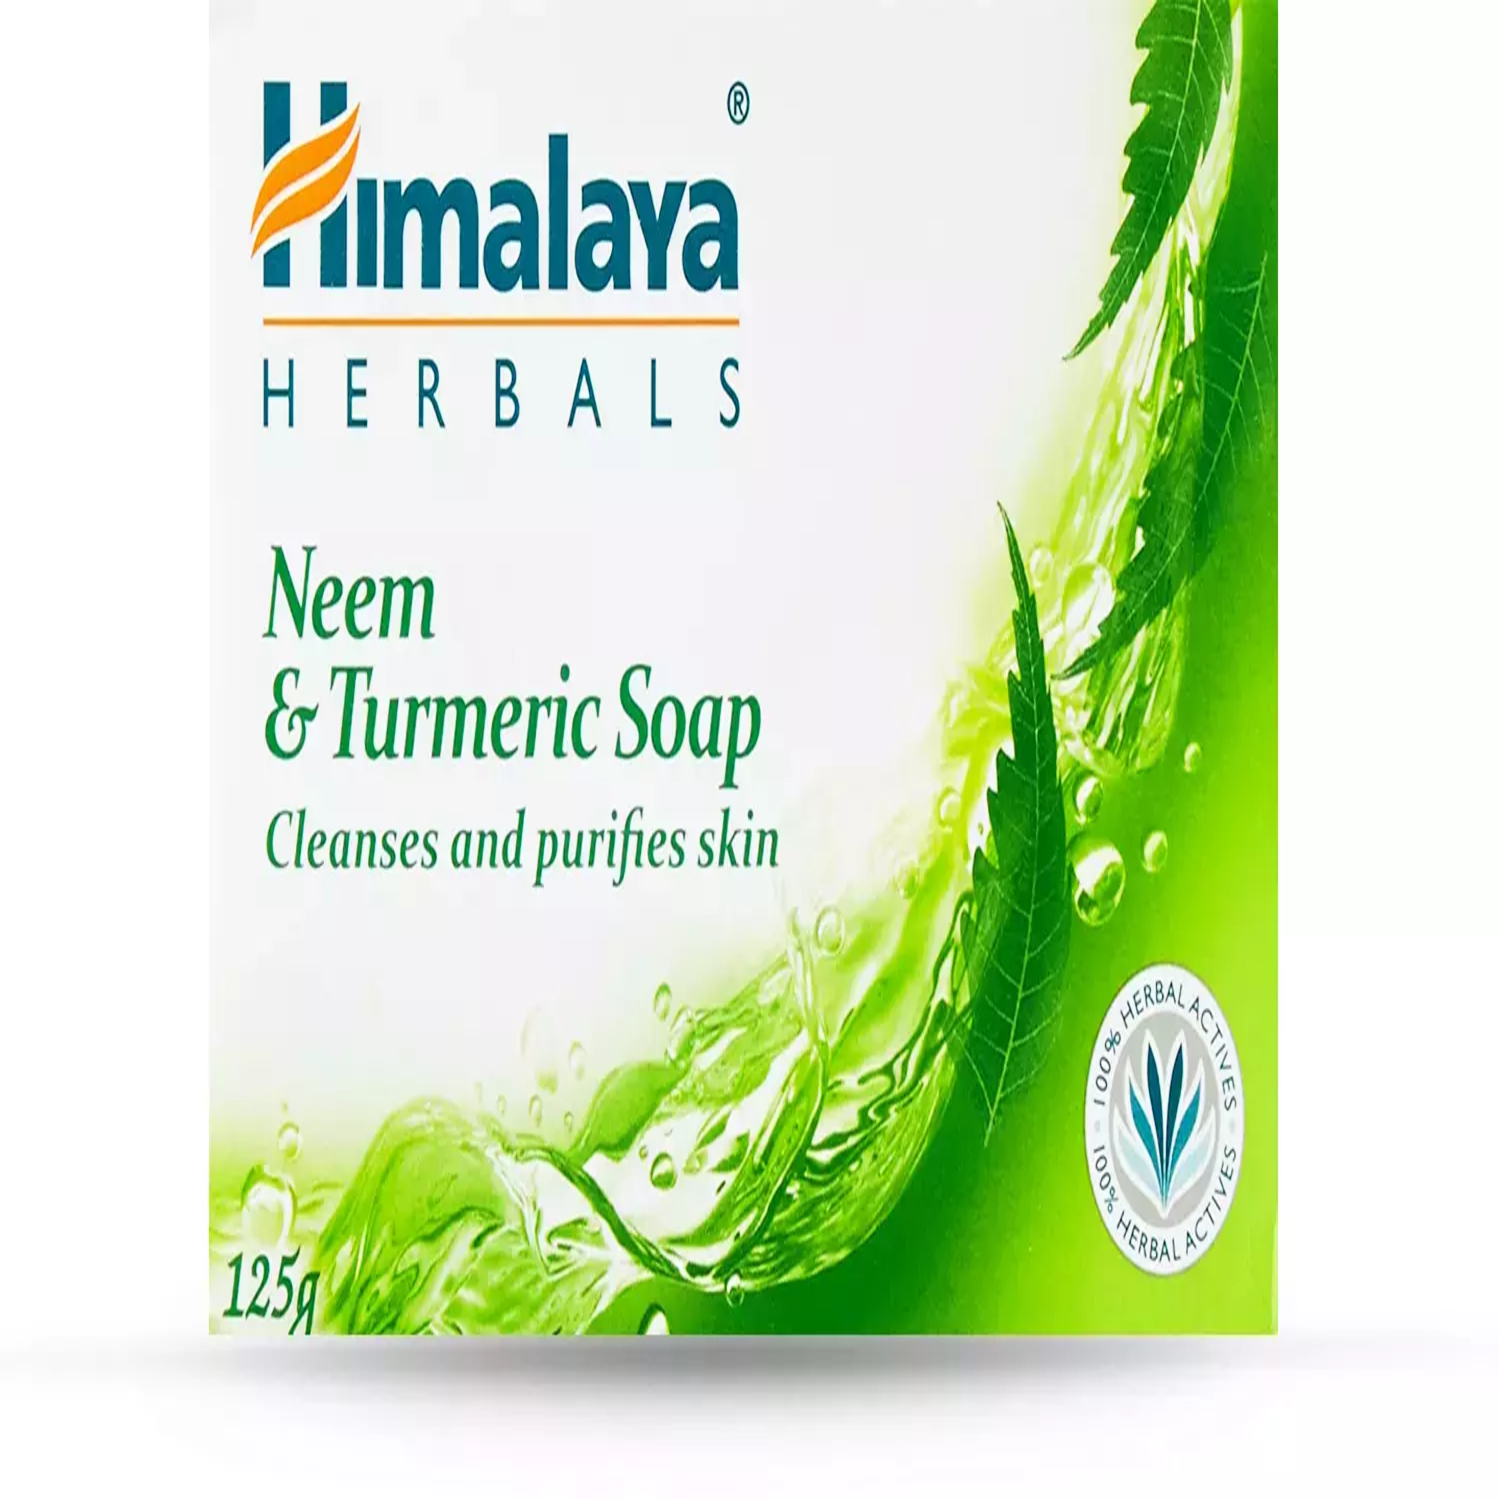 Himalaya ®
HERBALS
Neem
& Turmeric Soap
Cleanses and purifies skin
100% HERBAL ACTIVES
100% HERBAL ACTIVES
125g